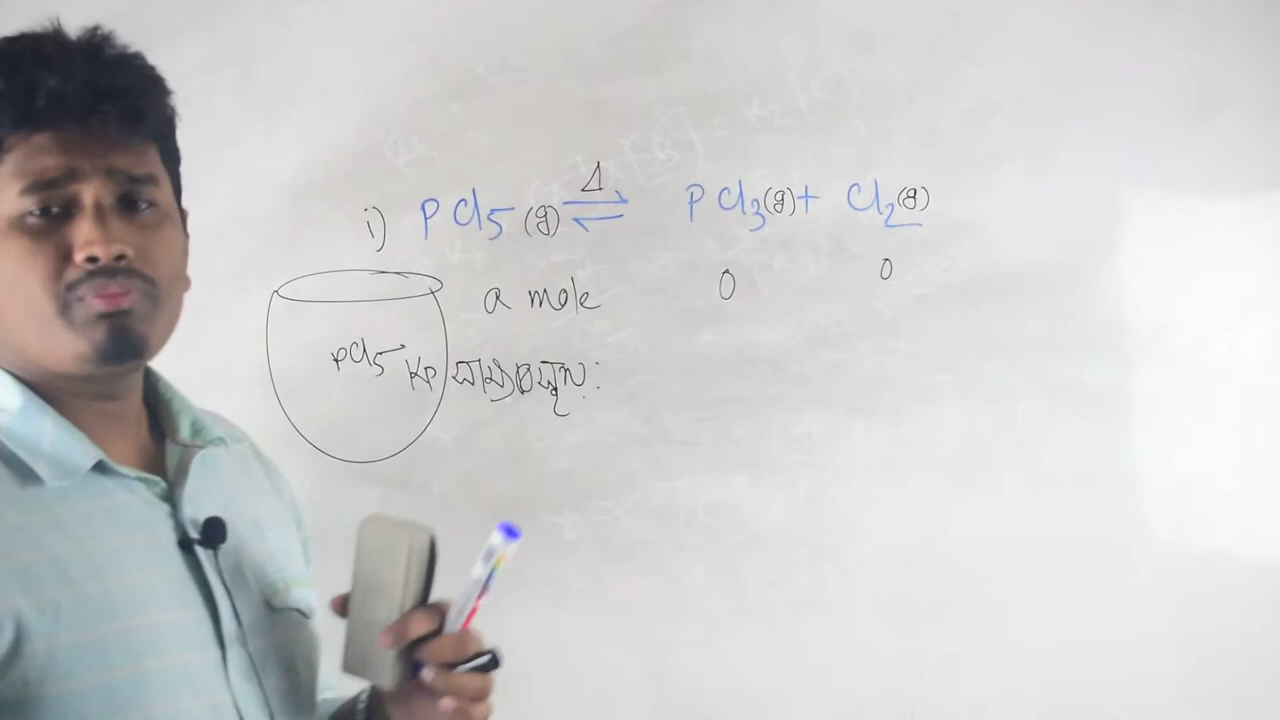 i) PCl5 (g) ⇌ Δ PCl3(g) + Cl2(g)
a mole 0 0
PCl5
KP